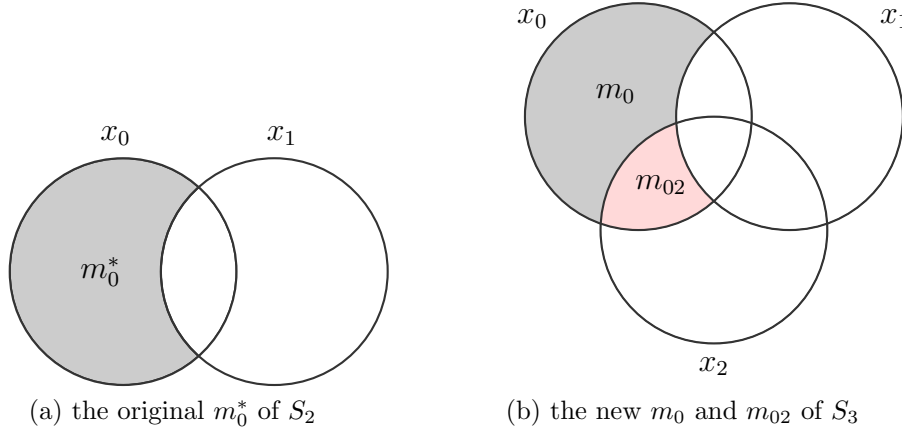 x₀ x₁
m₀*
(a) the original m₀* of S₂
x₀ x₁
m₀
m₀₂
x₂
(b) the new m₀ and m₀₂ of S₃